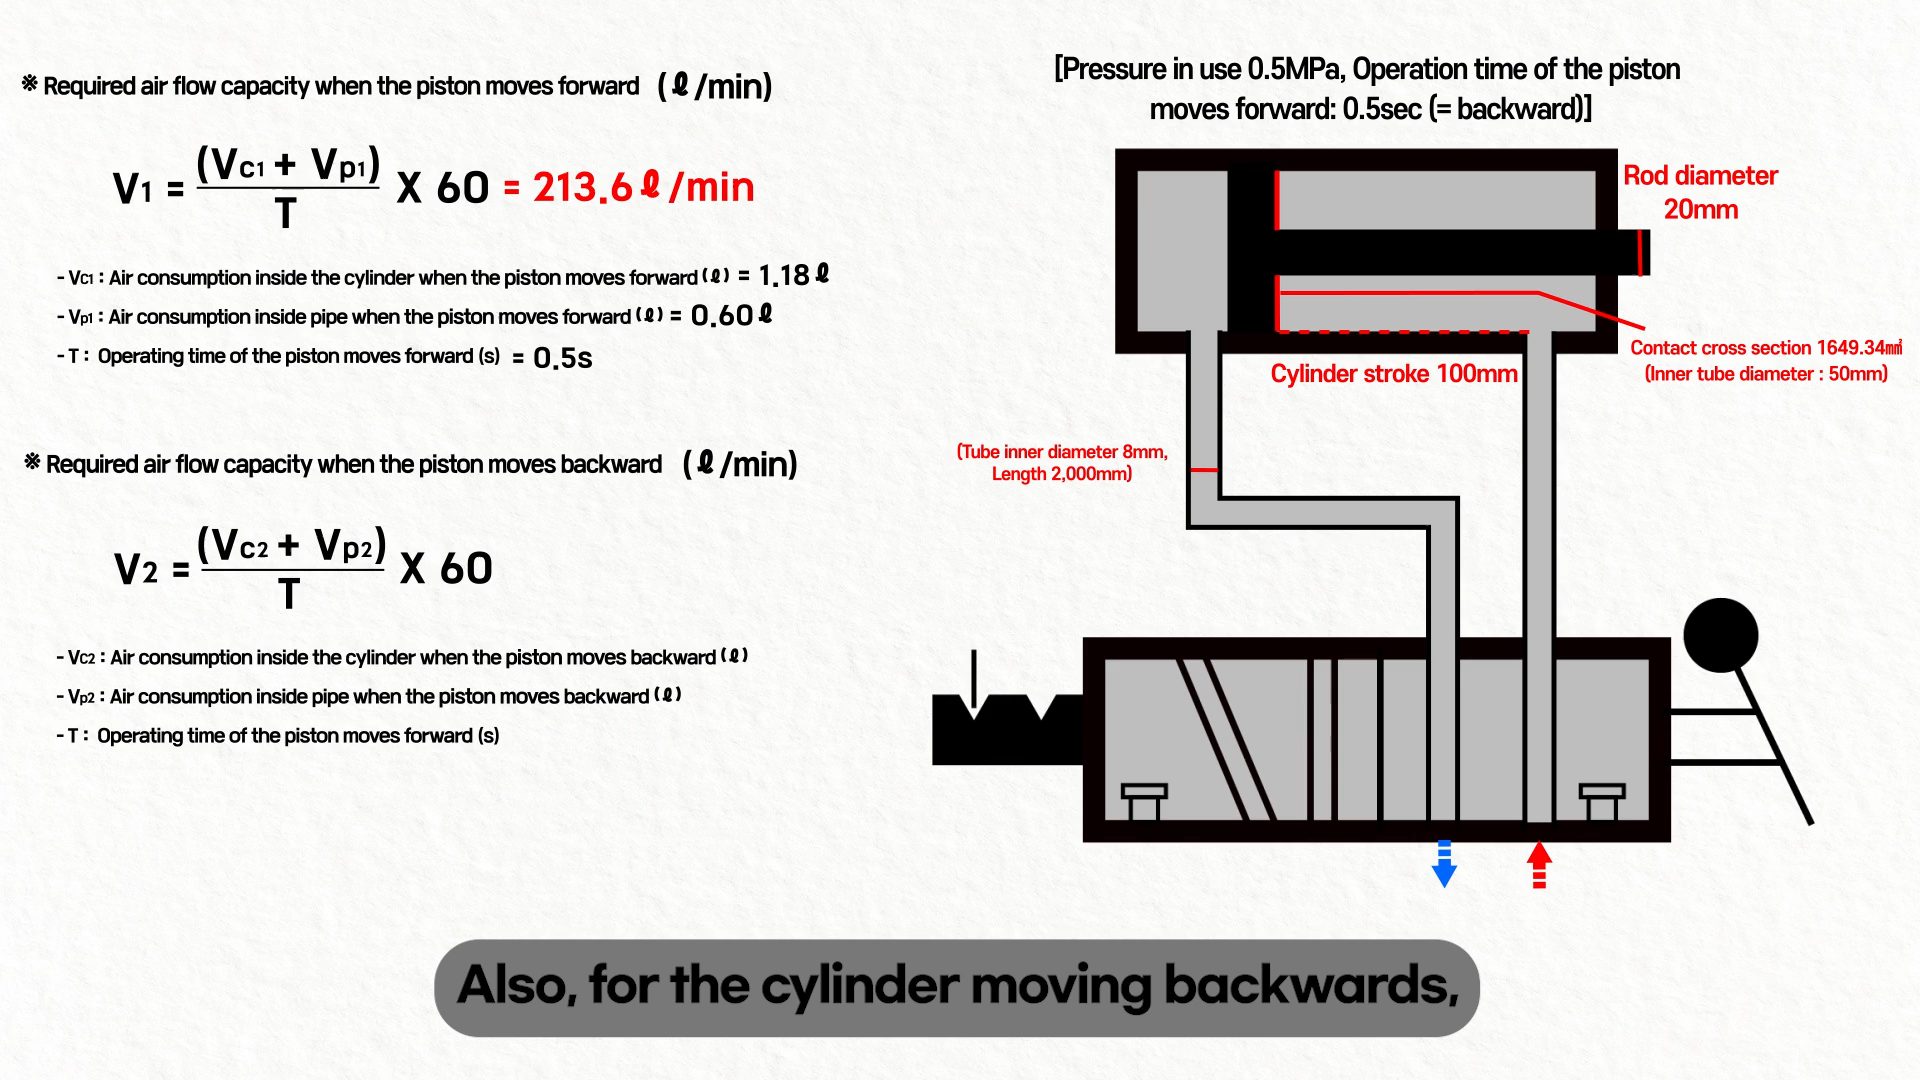 ※ Required air flow capacity when the piston moves forward (ℓ/min)
V1 = (Vc1 + Vp1) / T X 60 = 213.6ℓ/min
- Vc1 : Air consumption inside the cylinder when the piston moves forward (ℓ) = 1.18ℓ
- Vp1 : Air consumption inside pipe when the piston moves forward (ℓ) = 0.60ℓ
- T : Operating time of the piston moves forward (s) = 0.5s
※ Required air flow capacity when the piston moves backward (ℓ/min)
V2 = (Vc2 + Vp2) / T X 60
- Vc2 : Air consumption inside the cylinder when the piston moves backward (ℓ)
- Vp2 : Air consumption inside pipe when the piston moves backward (ℓ)
- T : Operating time of the piston moves forward (s)
[Pressure in use 0.5MPa, Operation time of the piston
moves forward: 0.5sec (= backward)]
Rod diameter
20mm
Contact cross section 1649.34㎟
(Inner tube diameter : 50mm)
Cylinder stroke 100mm
(Tube inner diameter 8mm,
Length 2,000mm)
Also, for the cylinder moving backwards,